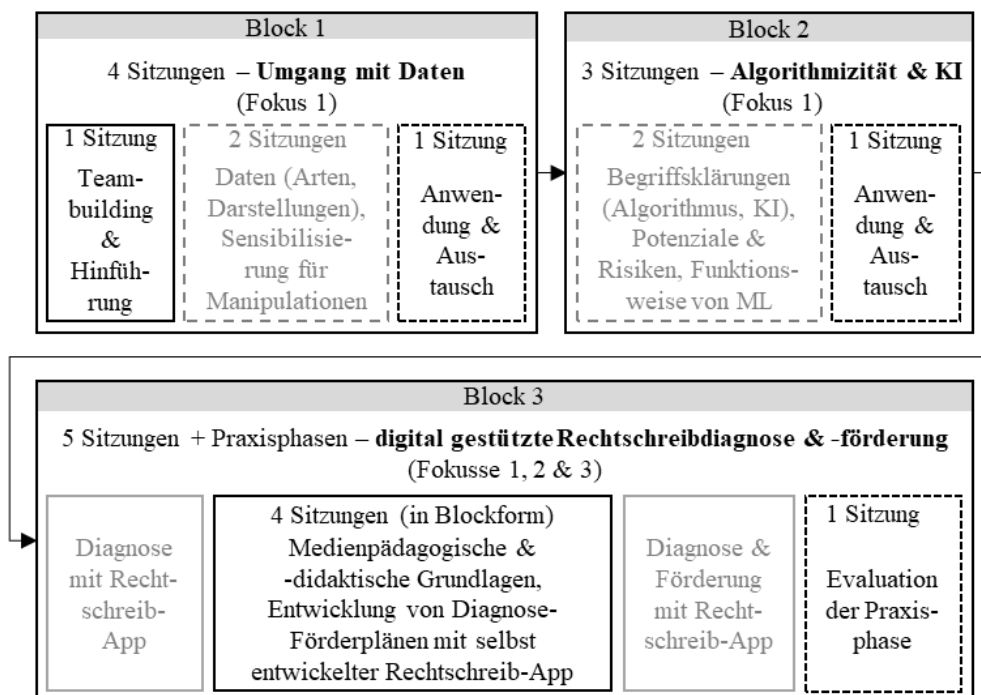 Block 1
4 Sitzungen – Umgang mit Daten
(Fokus 1)
1 Sitzung
Team-
building
&
Hinfüh-
rung
2 Sitzungen
Daten (Arten,
Darstellungen),
Sensibilisie-
rung für
Manipulationen
1 Sitzung
Anwen-
dung &
Aus-
tausch
Block 2
3 Sitzungen – Algorithmizität & KI
(Fokus 1)
2 Sitzungen
Begriffsklärungen
(Algorithmus, KI),
Potenziale &
Risiken, Funktions-
weise von ML
1 Sitzung
Anwen-
dung &
Aus-
tausch
Block 3
5 Sitzungen + Praxisphasen – digital gestützte Rechtschreibdiagnose & -förderung
(Fokusse 1, 2 & 3)
Diagnose
mit Recht-
schreib-
App
4 Sitzungen (in Blockform)
Medienpädagogische &
-didaktische Grundlagen,
Entwicklung von Diagnose-
Förderplänen mit selbst
entwickelter Rechtschreib-App
Diagnose &
Förderung
mit Recht-
schreib-App
1 Sitzung
Evaluation
der Praxis-
phase